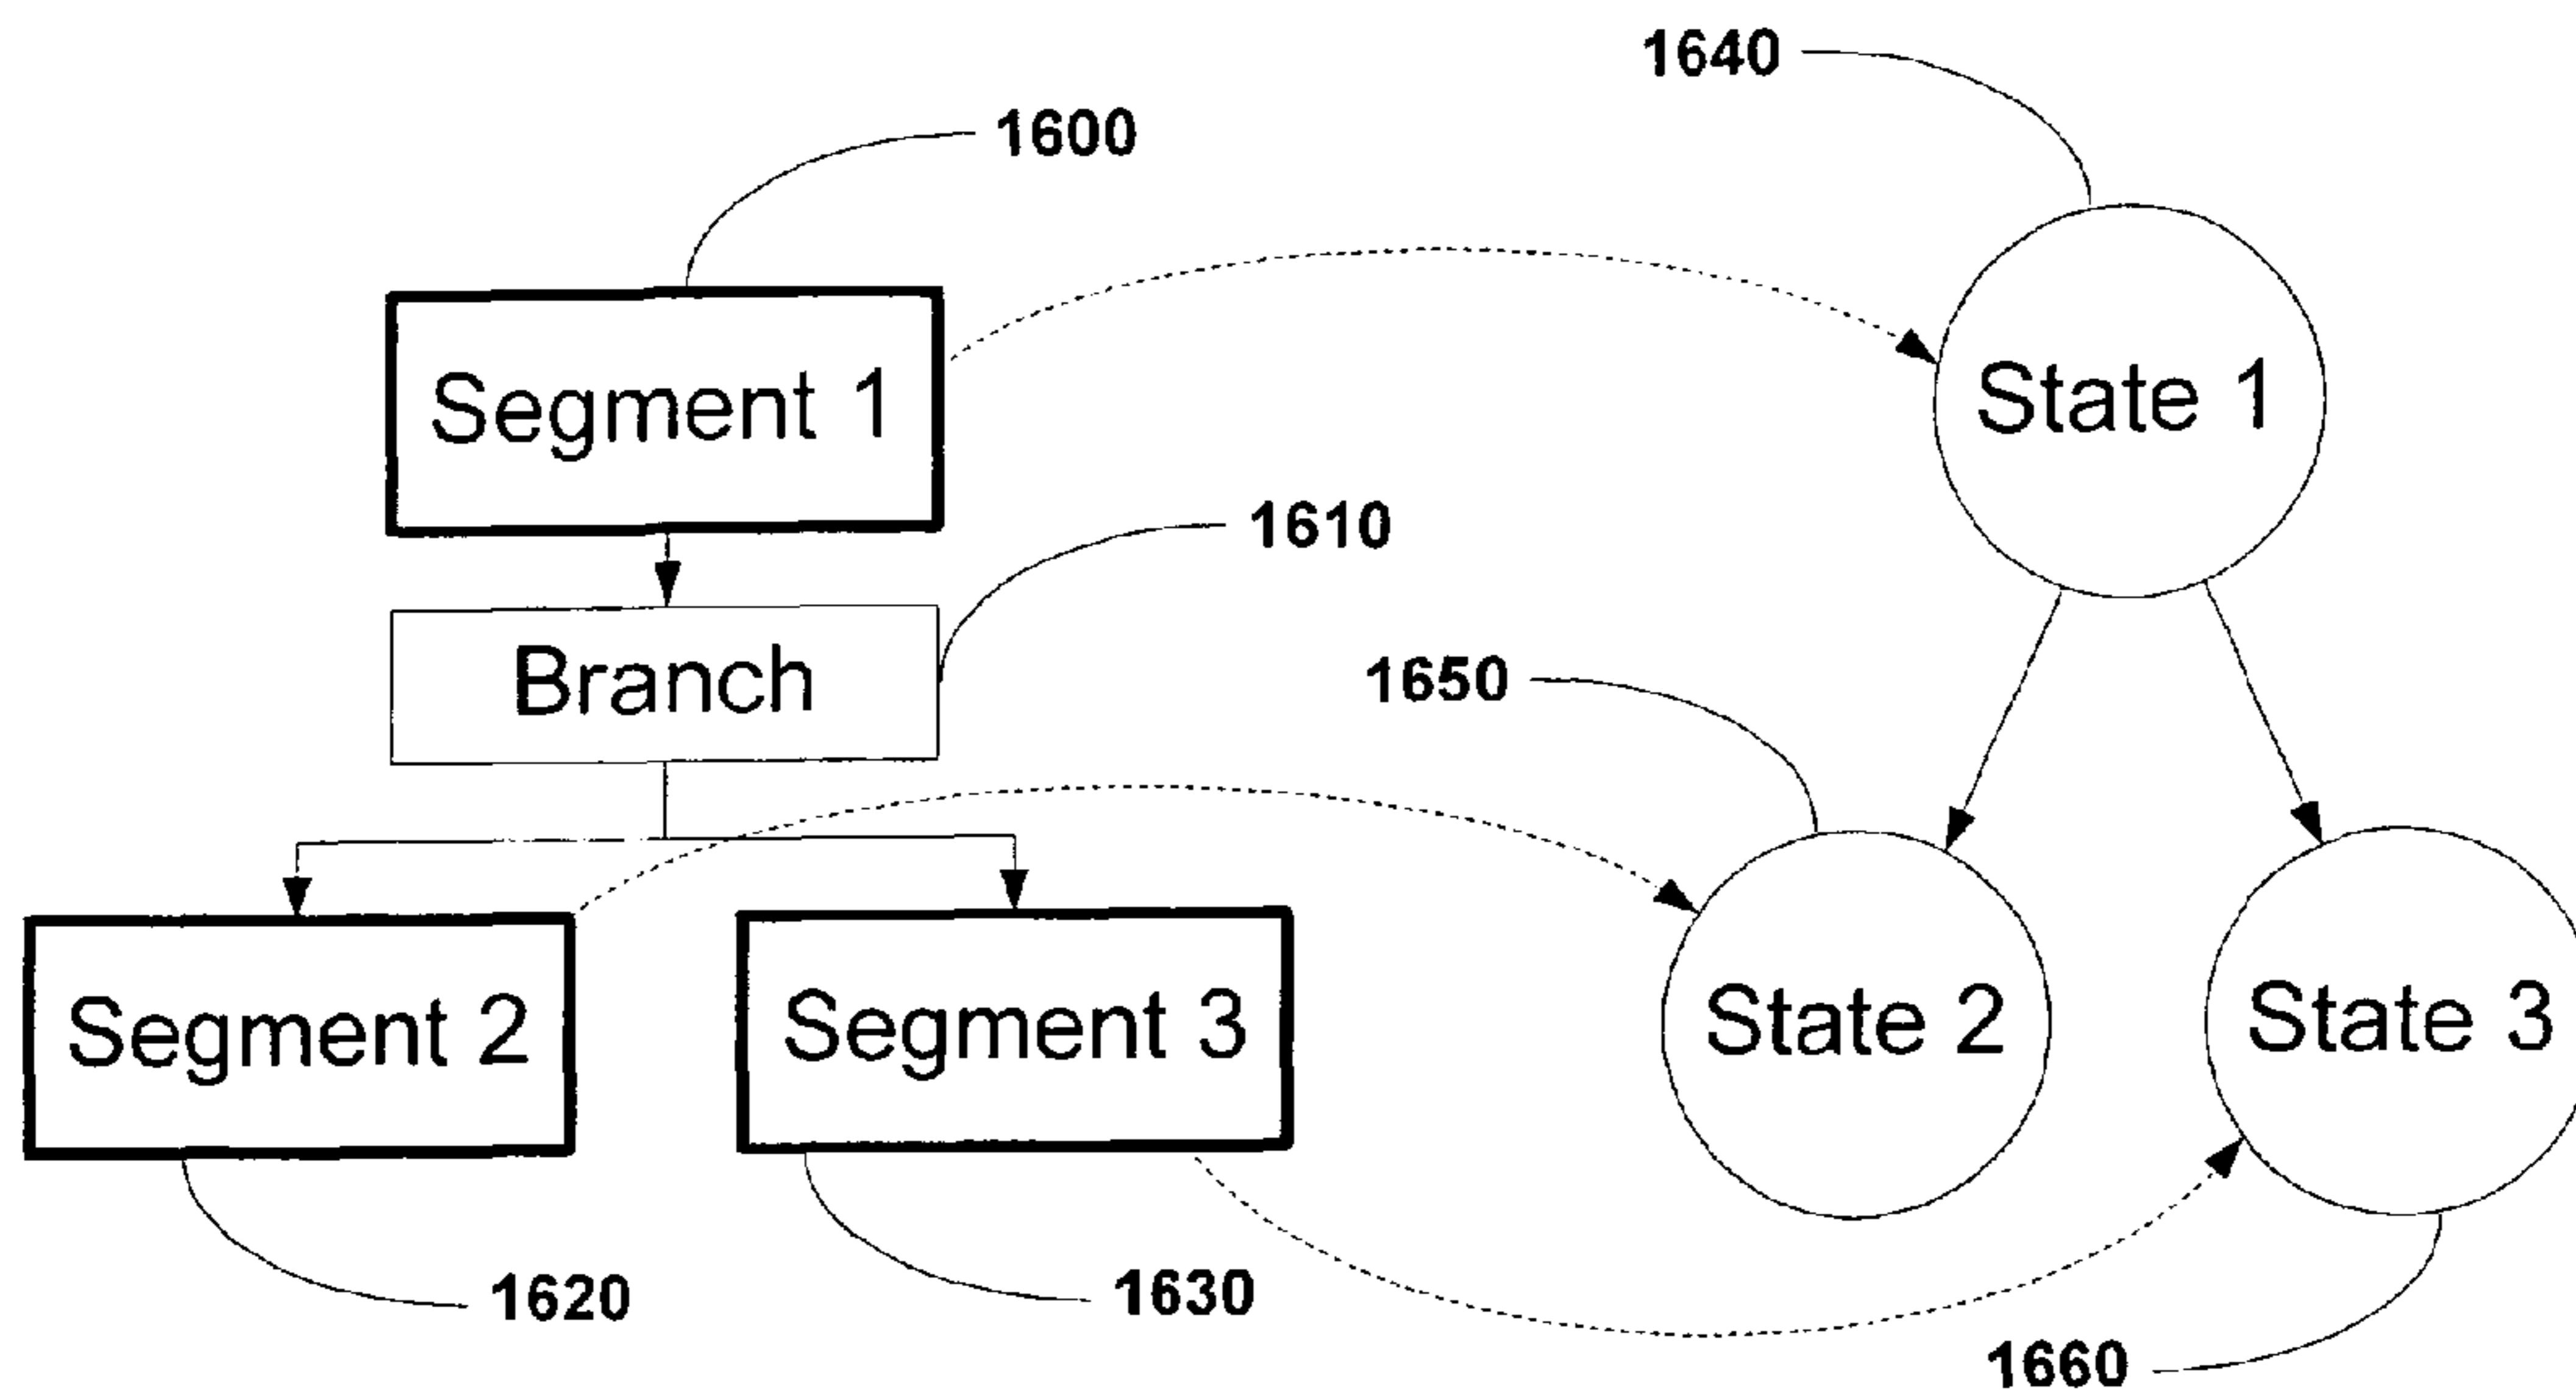 1640
1600
Segment 1
State 1
1610
Branch
1650
Segment 2
Segment 3
State 2
State 3
1620
1630
1660